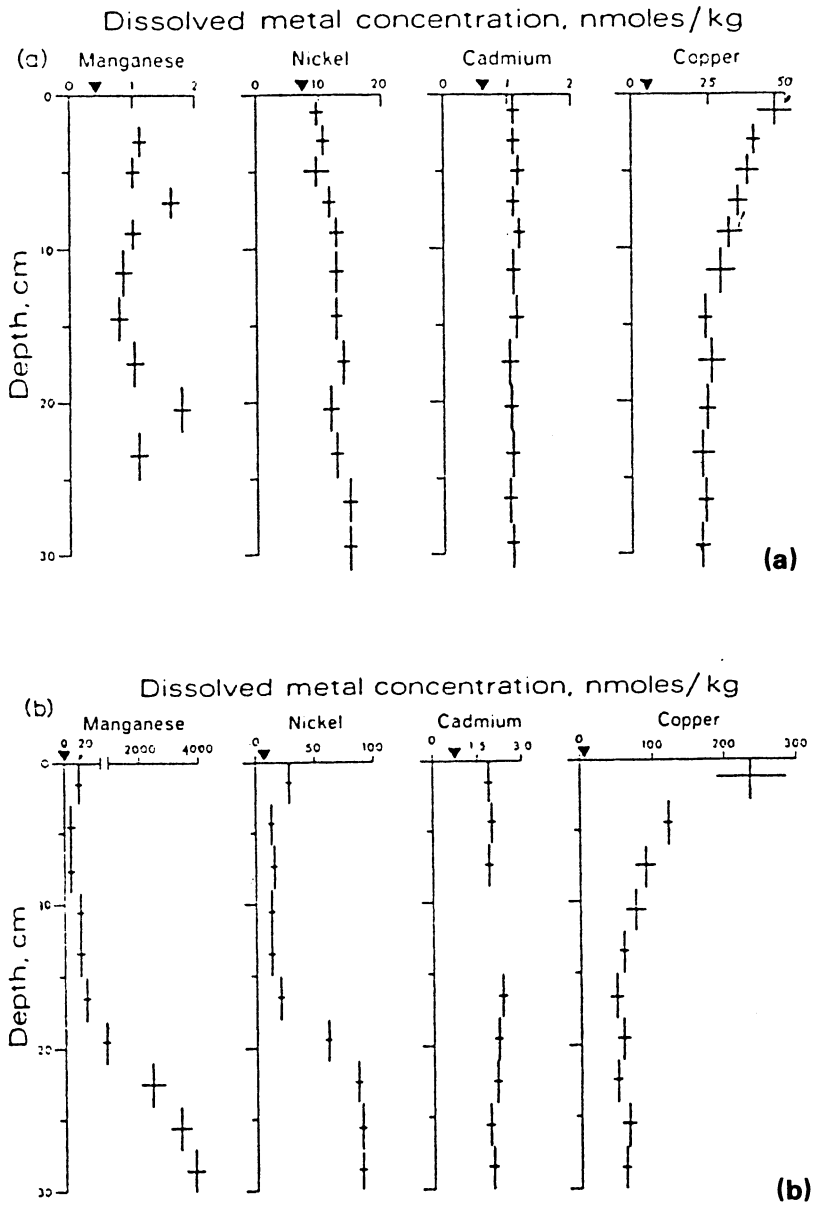 Dissolved metal concentration, nmoles/kg
(a) Manganese Nickel Cadmium Copper
0 1 2 0 10 20 0 1 2 0 25 50
0
10
20
30
Depth, cm
(a)
Dissolved metal concentration, nmoles/kg
(b) Manganese Nickel Cadmium Copper
0 20 2000 4000 0 50 100 0 1.5 3.0 0 100 200 300
0
10
20
30
Depth, cm
(b)